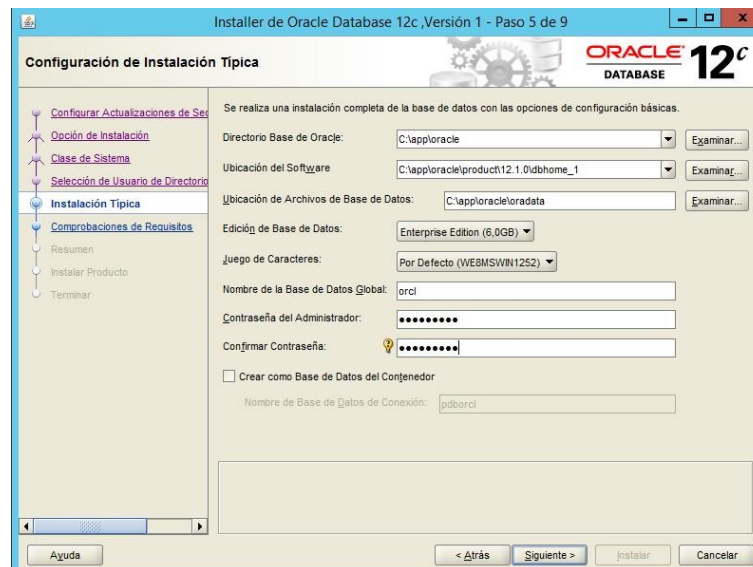 Installer de Oracle Database 12c ,Versión 1 - Paso 5 de 9
Configuración de Instalación Típica
ORACLE
DATABASE
12c
Configurar Actualizaciones de Seg
Opción de Instalación
Clase de Sistema
Selección de Usuario de Directorio
Instalación Típica
Comprobaciones de Requisitos
Resumen
Instalar Producto
Terminar
Se realiza una instalación completa de la base de datos con las opciones de configuración básicas.
Directorio Base de Oracle: C:\app\oracle Examinar...
Ubicación del Software C:\app\oracle\product\12.1.0\dbhome_1 Examinar...
Ubicación de Archivos de Base de Datos: C:\app\oracle\oradata Examinar...
Edición de Base de Datos: Enterprise Edition (6,0GB)
Juego de Caracteres: Por Defecto (WE8MSWIN1252)
Nombre de la Base de Datos Global: orcl
Contraseña del Administrador: •••••••••
Confirmar Contraseña: •••••••••
Crear como Base de Datos del Contenedor
Nombre de Base de Datos de Conexión: pdborcl
Ayuda < Atrás Siguiente > Instalar Cancelar